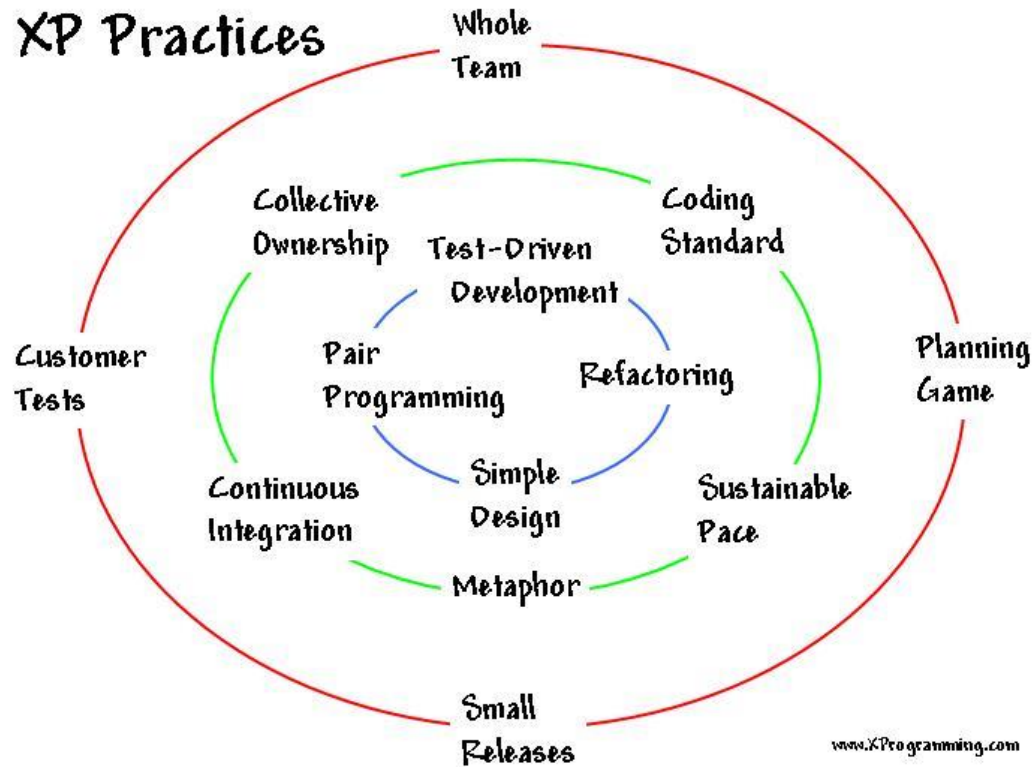 XP Practices
Whole
Team
Collective
Ownership
Coding
Standard
Test-Driven
Development
Customer
Tests
Pair
Programming
Refactoring
Planning
Game
Continuous
Integration
Simple
Design
Sustainable
Pace
Metaphor
Small
Releases
www.XProgramming.com